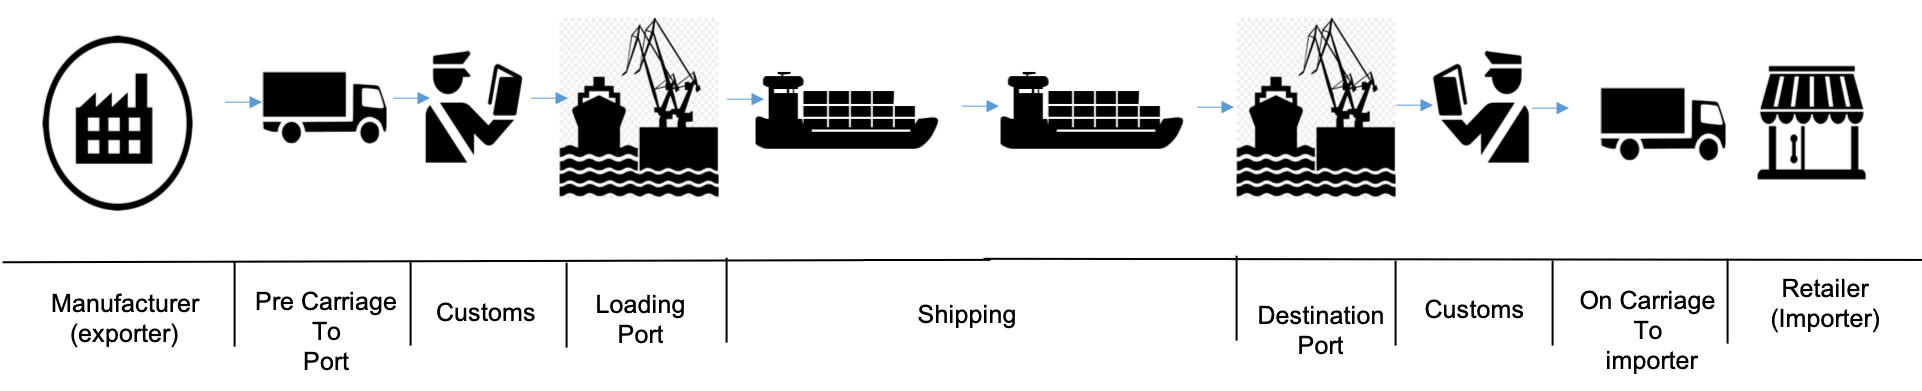 Manufacturer
(exporter)
Pre Carriage
To
Port
Customs
Loading
Port
Shipping
Destination
Port
Customs
On Carriage
To
importer
Retailer
(Importer)